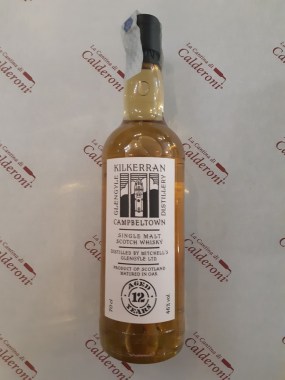 La Cantina di
Calderoni
KILKERRAN
GLENGYLE
DISTILLERY
CAMPBELTOWN
SINGLE MALT
SCOTCH WHISKY
DISTILLED BY MITCHELL'S
GLENGYLE LTD
PRODUCT OF SCOTLAND
MATURED IN OAK
AGED
12
YEARS
70cl
46%vol